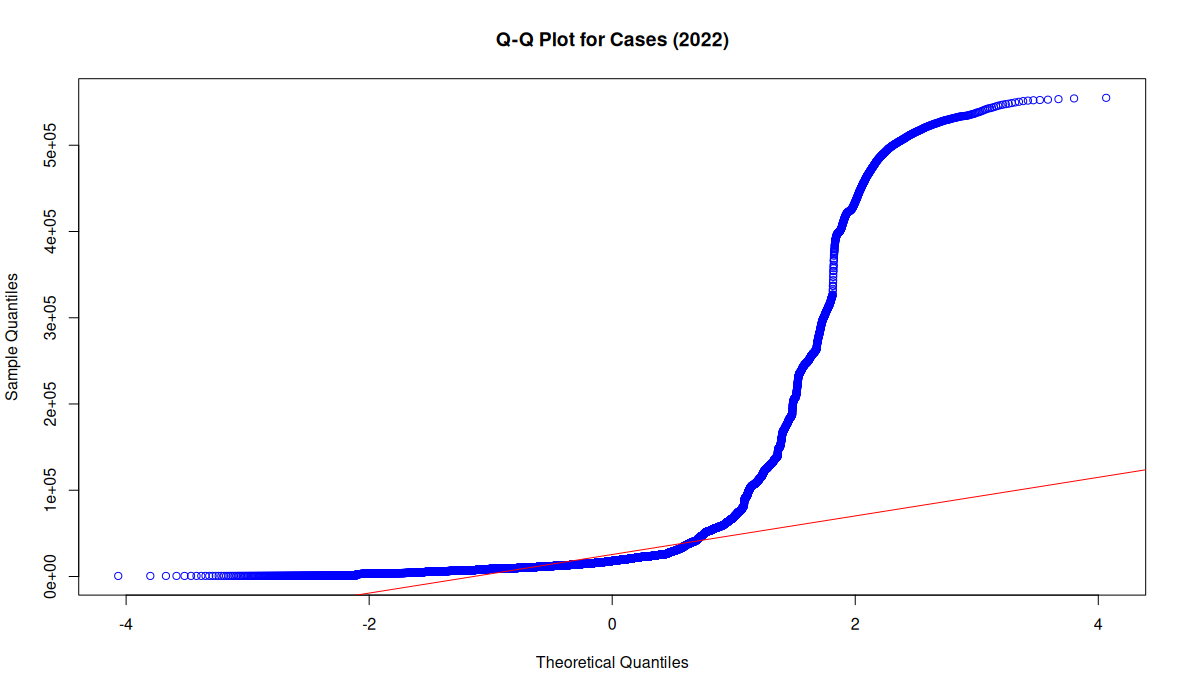 Q-Q Plot for Cases (2022)
Sample Quantiles
5e+05
4e+05
3e+05
2e+05
1e+05
0e+00
-4 -2 0 2 4
Theoretical Quantiles